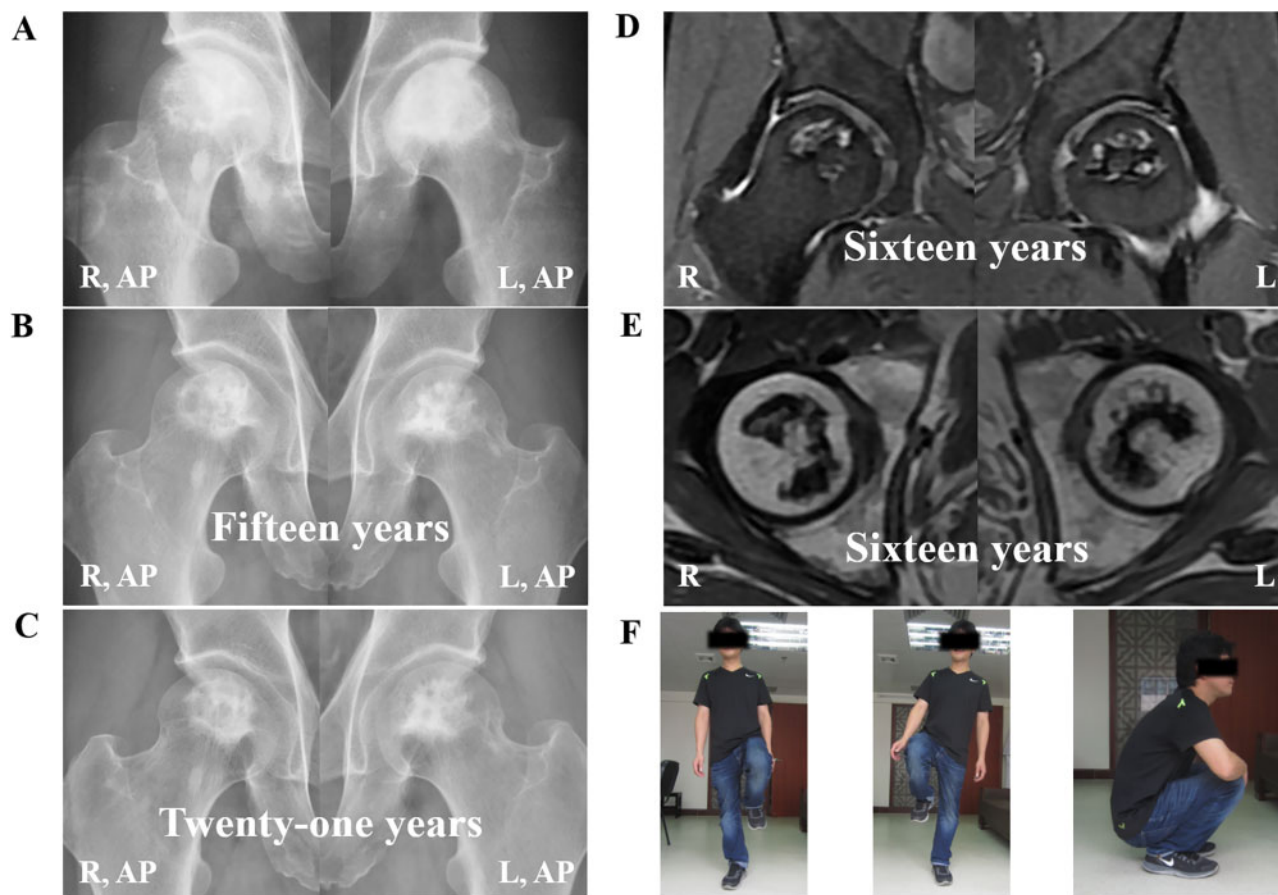 A
R, AP
L, AP
B
Fifteen years
R, AP
L, AP
C
Twenty-one years
R, AP
L, AP
D
Sixteen years
R
L
E
Sixteen years
R
L
F